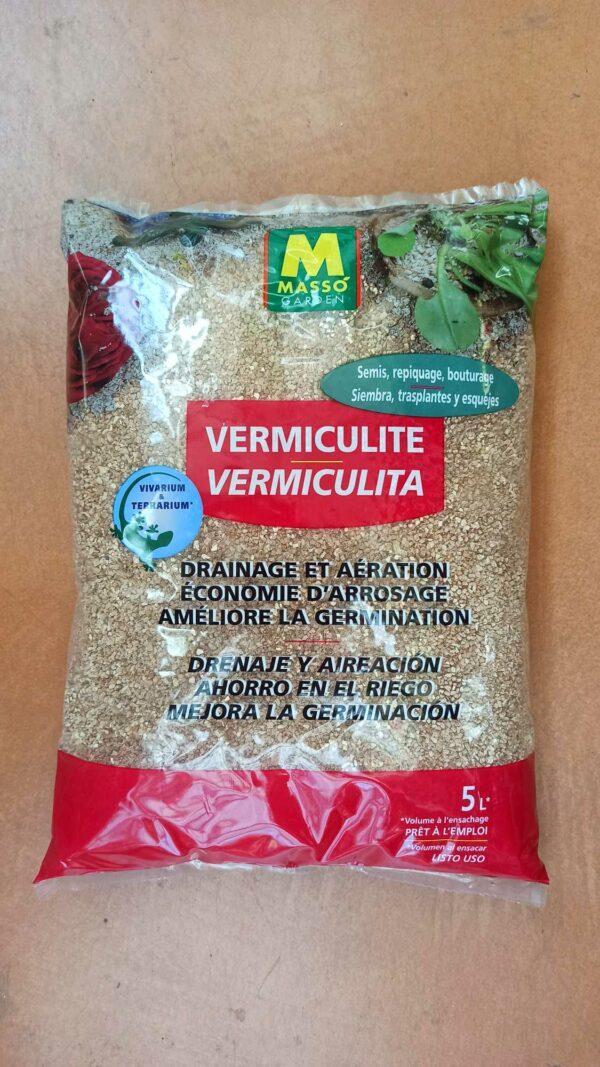 M
MASSÓ
GARDEN
Semis, repiquage, bouturage
Siembra, trasplantes y esquejes
VERMICULITE
VERMICULITA
VIVARIUM
&
TERRARIUM*
DRAINAGE ET AÉRATION
ÉCONOMIE D'ARROSAGE
AMÉLIORE LA GERMINATION
DRENAJE Y AIREACIÓN
AHORRO EN EL RIEGO
MEJORA LA GERMINACIÓN
5 L*
*Volume à l'ensachage
PRÊT À L'EMPLOI
*Volumen al ensacar
LISTO USO